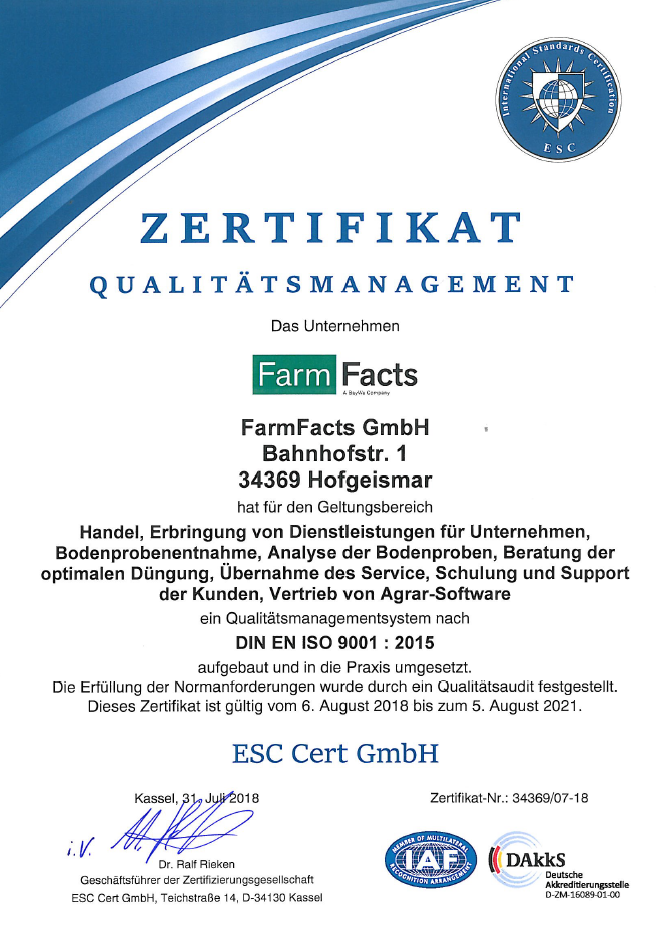 International Standards Certification
ESC
ZERTIFIKAT
QUALITÄTSMANAGEMENT
Das Unternehmen
Farm Facts
A BayWa Company
FarmFacts GmbH
Bahnhofstr. 1
34369 Hofgeismar
hat für den Geltungsbereich
Handel, Erbringung von Dienstleistungen für Unternehmen,
Bodenprobenentnahme, Analyse der Bodenproben, Beratung der
optimalen Düngung, Übernahme des Service, Schulung und Support
der Kunden, Vertrieb von Agrar-Software
ein Qualitätsmanagementsystem nach
DIN EN ISO 9001 : 2015
aufgebaut und in die Praxis umgesetzt.
Die Erfüllung der Normanforderungen wurde durch ein Qualitätsaudit festgestellt.
Dieses Zertifikat ist gültig vom 6. August 2018 bis zum 5. August 2021.
ESC Cert GmbH
Kassel, 31. Juli 2018
Zertifikat-Nr.: 34369/07-18
i.V.
Dr. Ralf Rieken
Geschäftsführer der Zertifizierungsgesellschaft
ESC Cert GmbH, Teichstraße 14, D-34130 Kassel
MEMBER OF MULTILATERAL
IAF
RECOGNITION ARRANGEMENT
DAkkS
Deutsche
Akkreditierungsstelle
D-ZM-16089-01-00